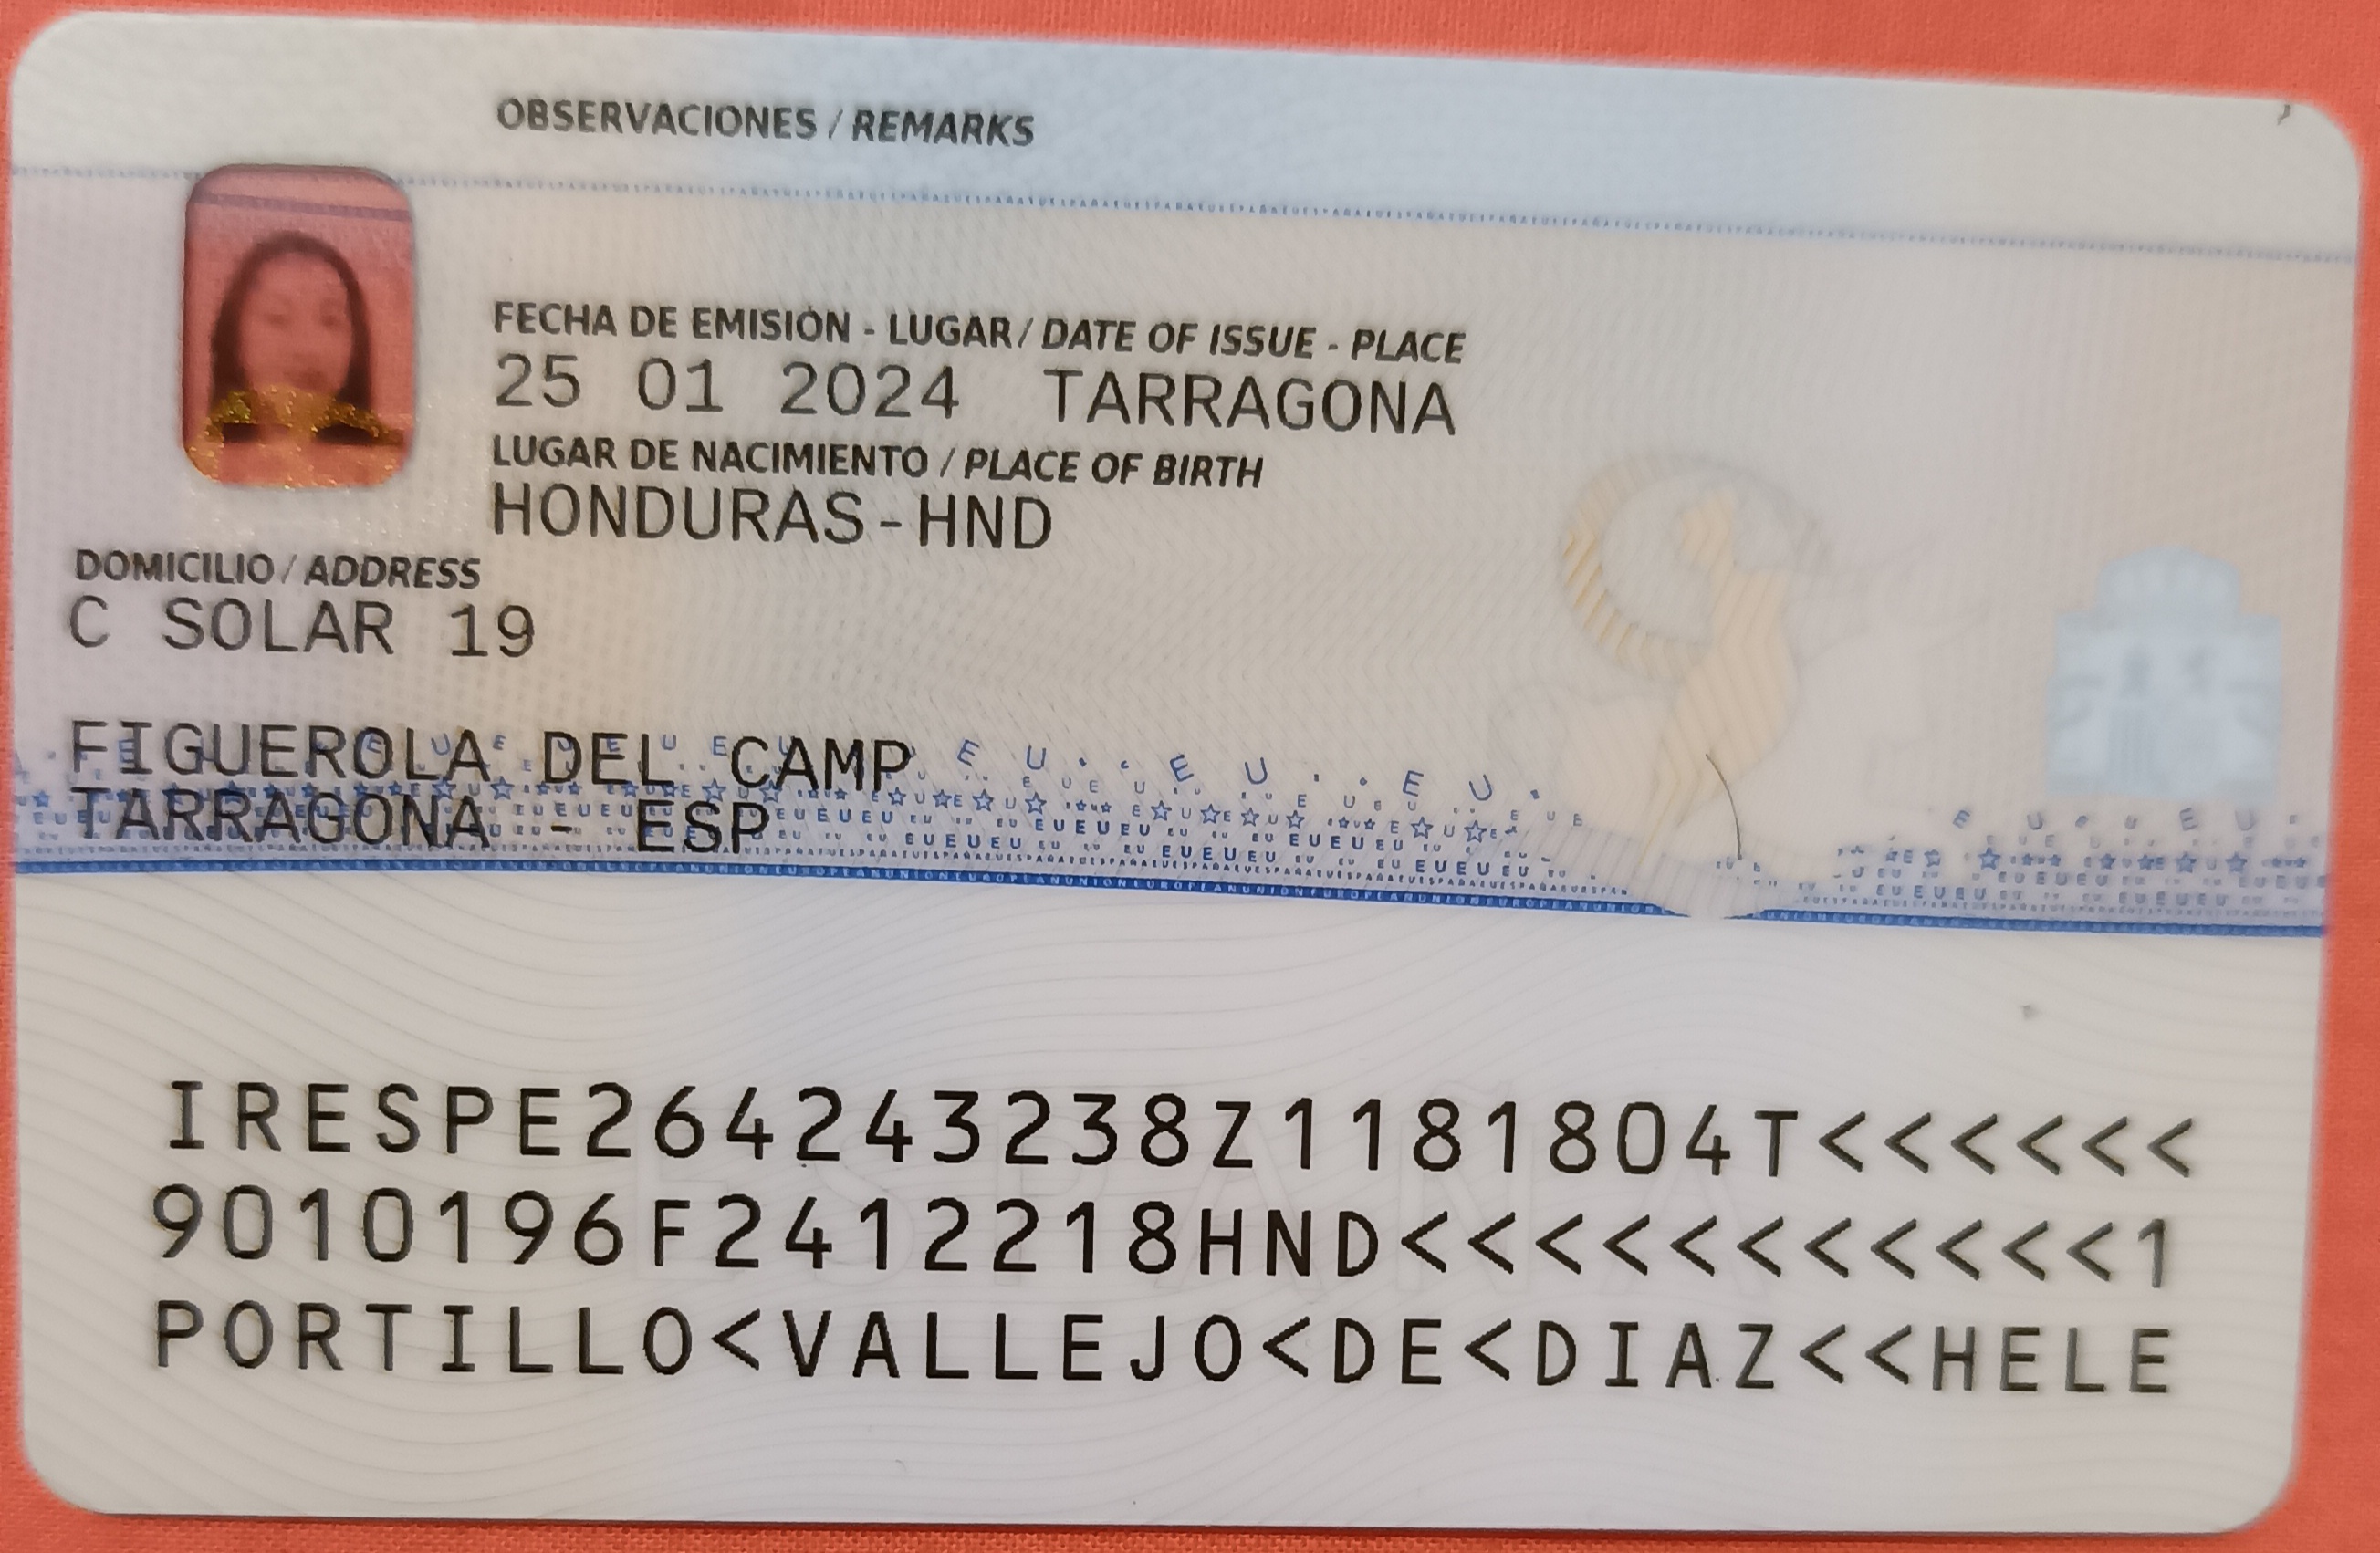 OBSERVACIONES / REMARKS
FECHA DE EMISIÓN - LUGAR / DATE OF ISSUE - PLACE
25 01 2024 TARRAGONA
LUGAR DE NACIMIENTO / PLACE OF BIRTH
HONDURAS-HND
DOMICILIO / ADDRESS
C SOLAR 19
FIGUEROLA DEL CAMP
TARRAGONA - ESP
IRESPE264243238Z1181804T<<<<<<
9010196F2412218HND<<<<<<<<<<<1
PORTILLO<VALLEJO<DE<DIAZ<<HELE